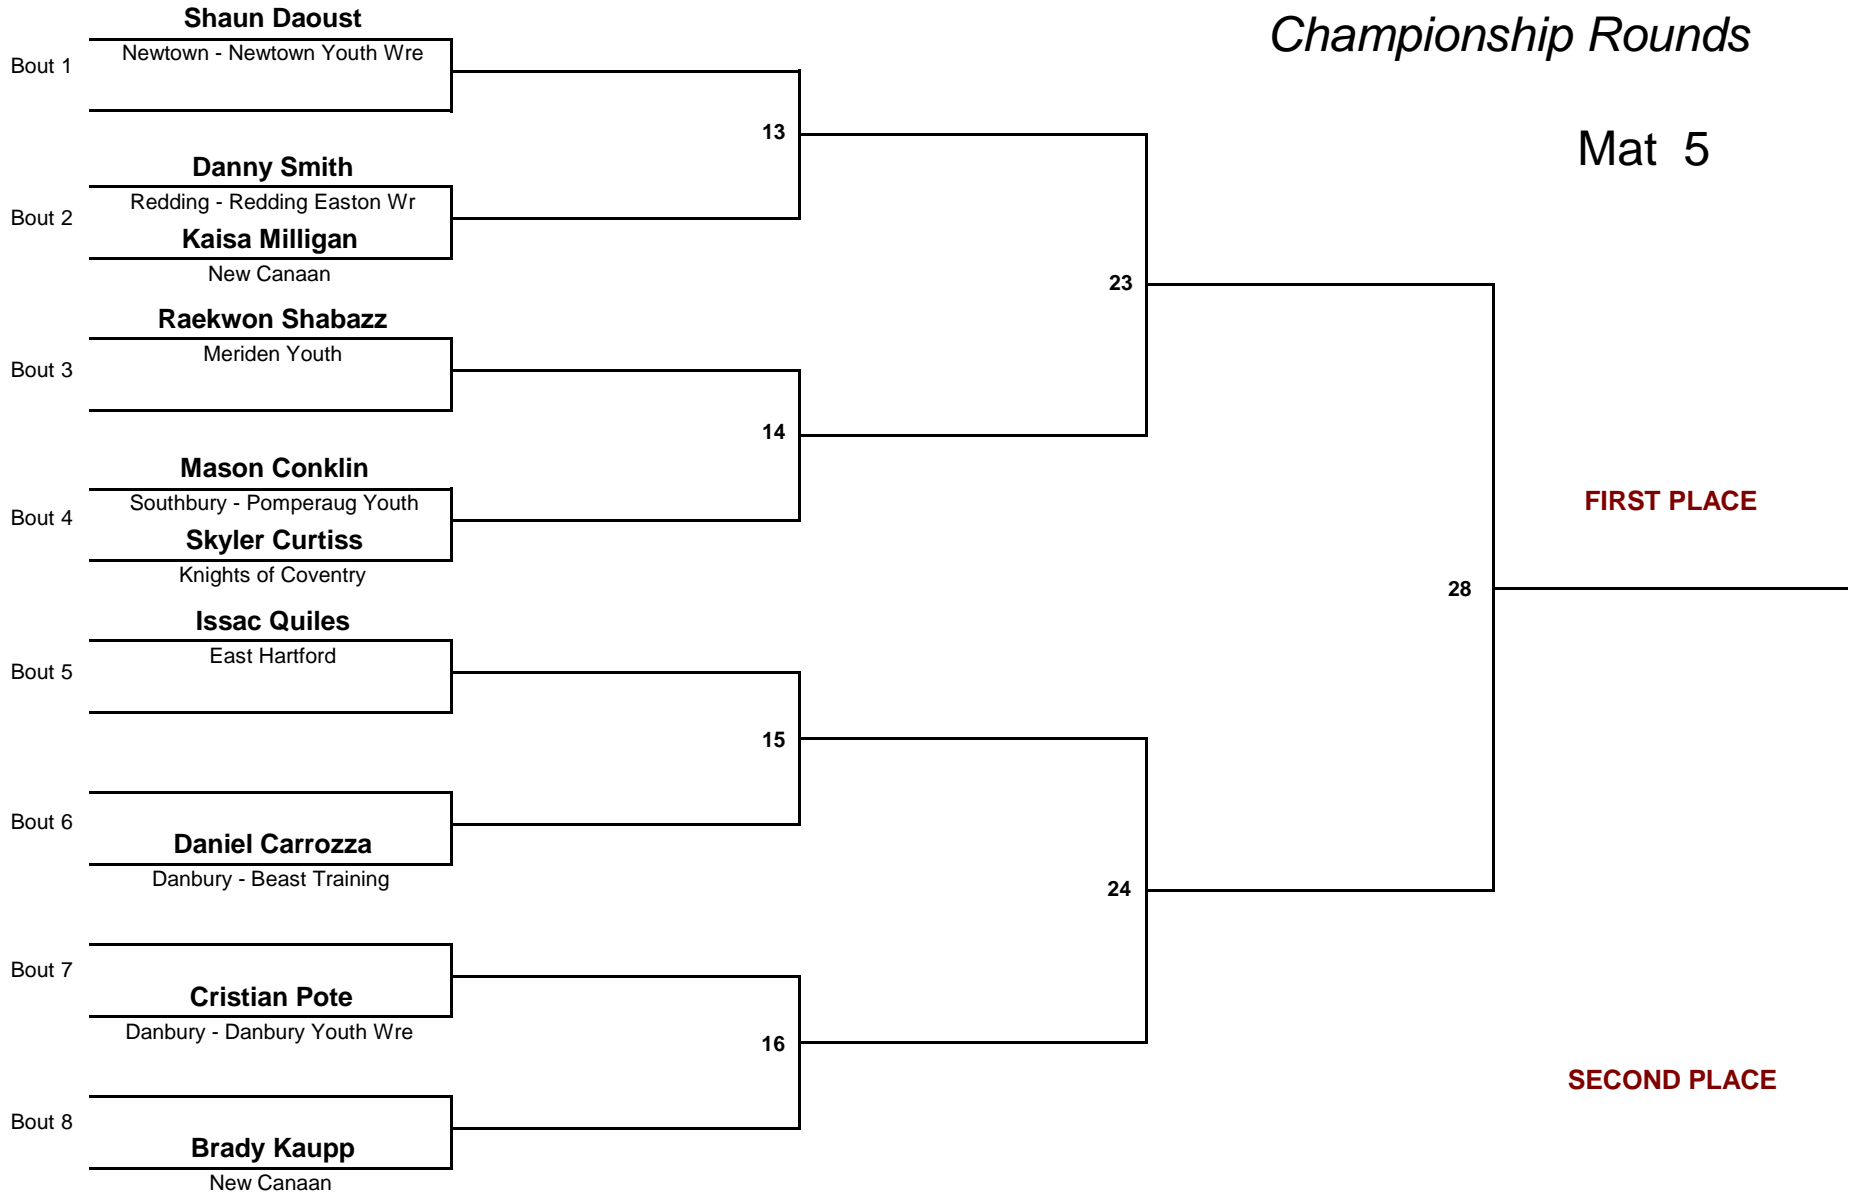 Championship Rounds
Mat 5
Shaun Daoust
Bout 1
Newtown - Newtown Youth Wre
13
Danny Smith
Bout 2
Redding - Redding Easton Wr
Kaisa Milligan
New Canaan
23
Raekwon Shabazz
Bout 3
Meriden Youth
14
Mason Conklin
Bout 4
Southbury - Pomperaug Youth
Skyler Curtiss
Knights of Coventry
FIRST PLACE
28
Issac Quiles
Bout 5
East Hartford
15
Bout 6
Daniel Carrozza
Danbury - Beast Training
24
Bout 7
Cristian Pote
Danbury - Danbury Youth Wre
16
SECOND PLACE
Bout 8
Brady Kaupp
New Canaan